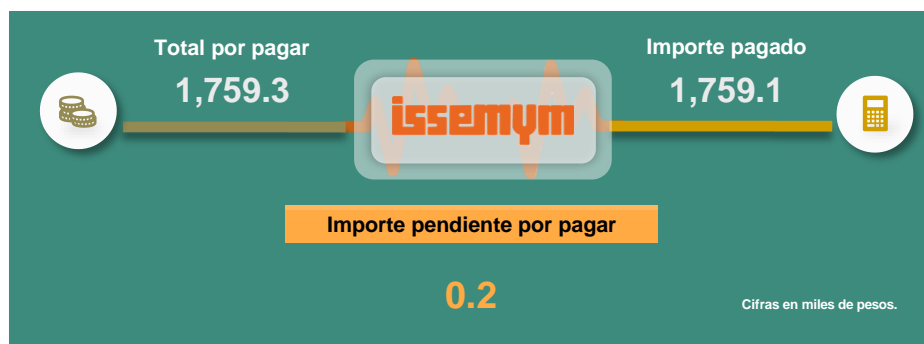 Total por pagar
1,759.3
Importe pagado
1,759.1
issemym
Importe pendiente por pagar
0.2
Cifras en miles de pesos.